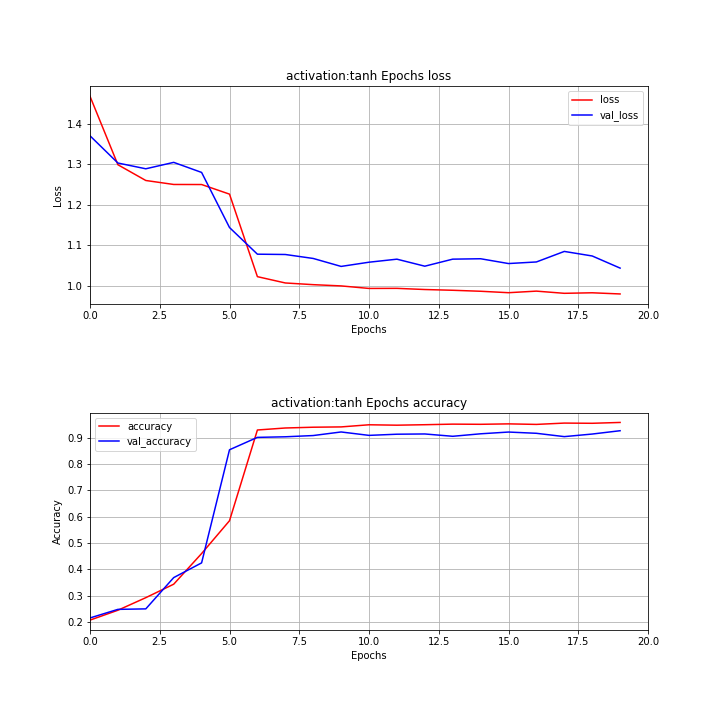 activation:tanh Epochs loss
loss
val_loss
1.4
1.3
1.2
1.1
1.0
Loss
0.0 2.5 5.0 7.5 10.0 12.5 15.0 17.5 20.0
Epochs
activation:tanh Epochs accuracy
accuracy
val_accuracy
0.9
0.8
0.7
0.6
0.5
0.4
0.3
0.2
Accuracy
0.0 2.5 5.0 7.5 10.0 12.5 15.0 17.5 20.0
Epochs